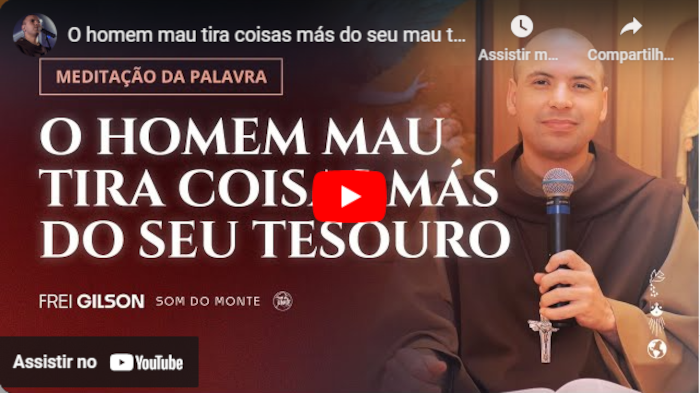 O homem mau tira coisas más do seu mau t...
Assistir m...
Compartilh...
MEDITAÇÃO DA PALAVRA
O HOMEM MAU
TIRA COISAS MÁS
DO SEU TESOURO
FREI GILSON SOM DO MONTE
Assistir no YouTube